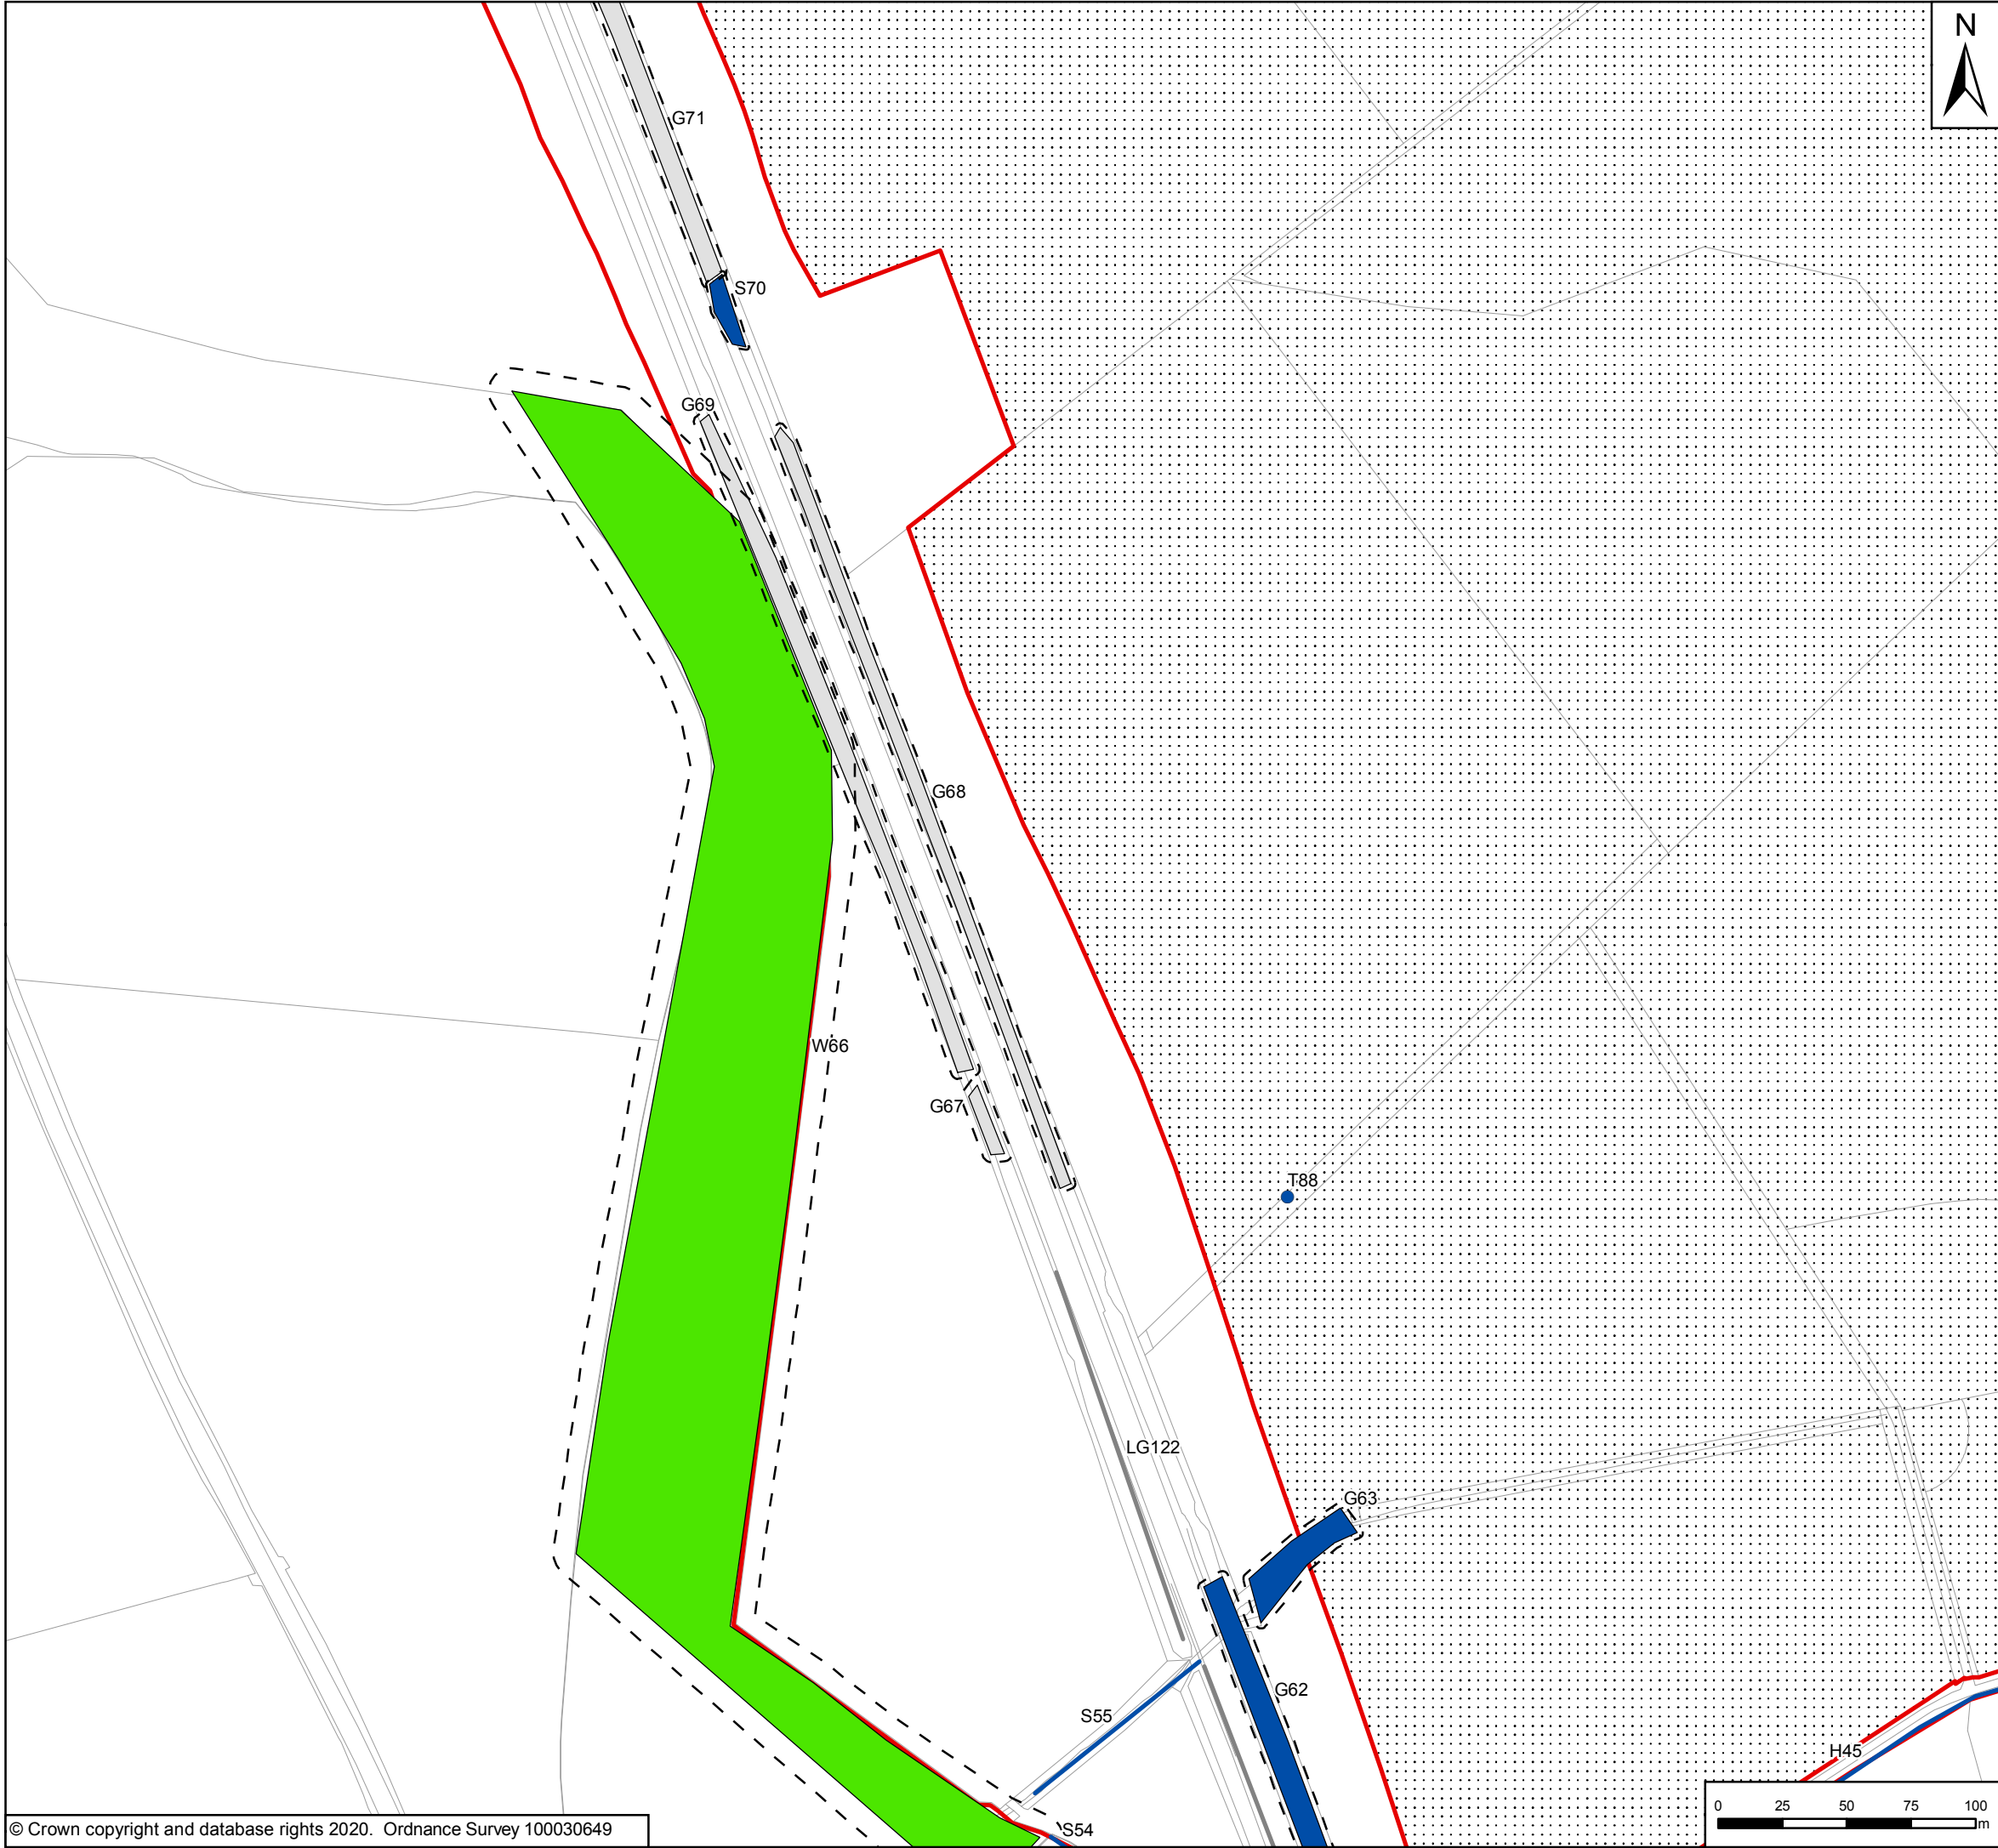 N
G71
S70
G69
G68
W66
G67
T88
LG122
G63
G62
S55
H45
0 25 50 75 100
m
S54
© Crown copyright and database rights 2020. Ordnance Survey 100030649